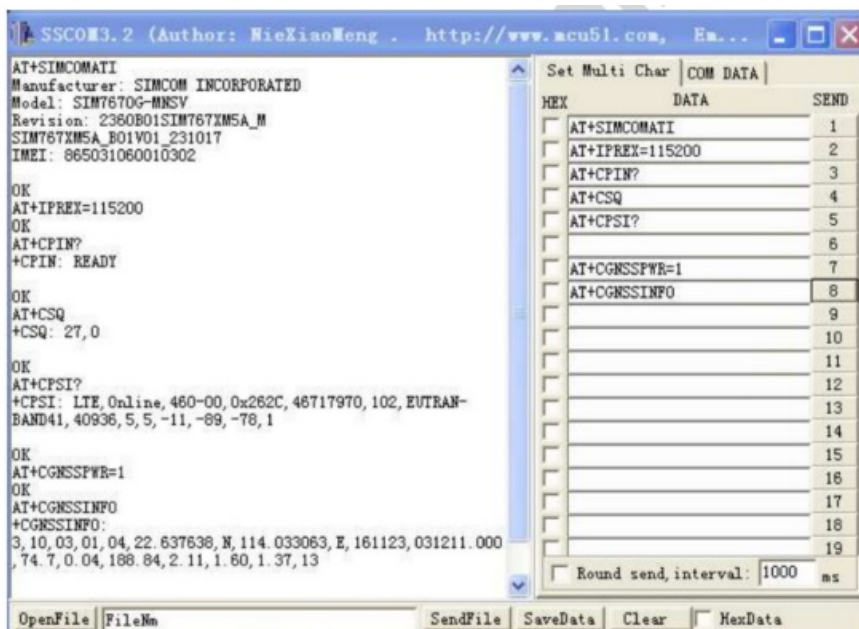 SSCOM3.2 (Author: NieXiaoMeng . http://www.mcu51.com, Em...
AT+SIMCOMATI
Manufacturer: SIMCOM INCORPORATED
Model: SIM7670G-MNSV
Revision: 2360B01SIM767XM5A_M
SIM767XM5A_B01V01_231017
IMEI: 865031060010302
OK
AT+IPREX=115200
OK
AT+CPIN?
+CPIN: READY
OK
AT+CSQ
+CSQ: 27,0
OK
AT+CPSI?
+CPSI: LTE,Online,460-00,0x262C,46717970,102,EUTRAN-
BAND41,40936,5,5,-11,-89,-78,1
OK
AT+CGNSSPWR=1
OK
AT+CGNSSINFO
+CGNSSINFO:
3,10,03,01,04,22.637638,N,114.033063,E,161123,031211.000
,74.7,0.04,188.84,2.11,1.60,1.37,13
Set Multi Char COM DATA
HEX DATA SEND
AT+SIMCOMATI 1
AT+IPREX=115200 2
AT+CPIN? 3
AT+CSQ 4
AT+CPSI? 5
6
AT+CGNSSPWR=1 7
AT+CGNSSINFO 8
9
10
11
12
13
14
15
16
17
18
19
Round send,interval: 1000 ms
OpenFile FileNm SendFile SaveData Clear HexData